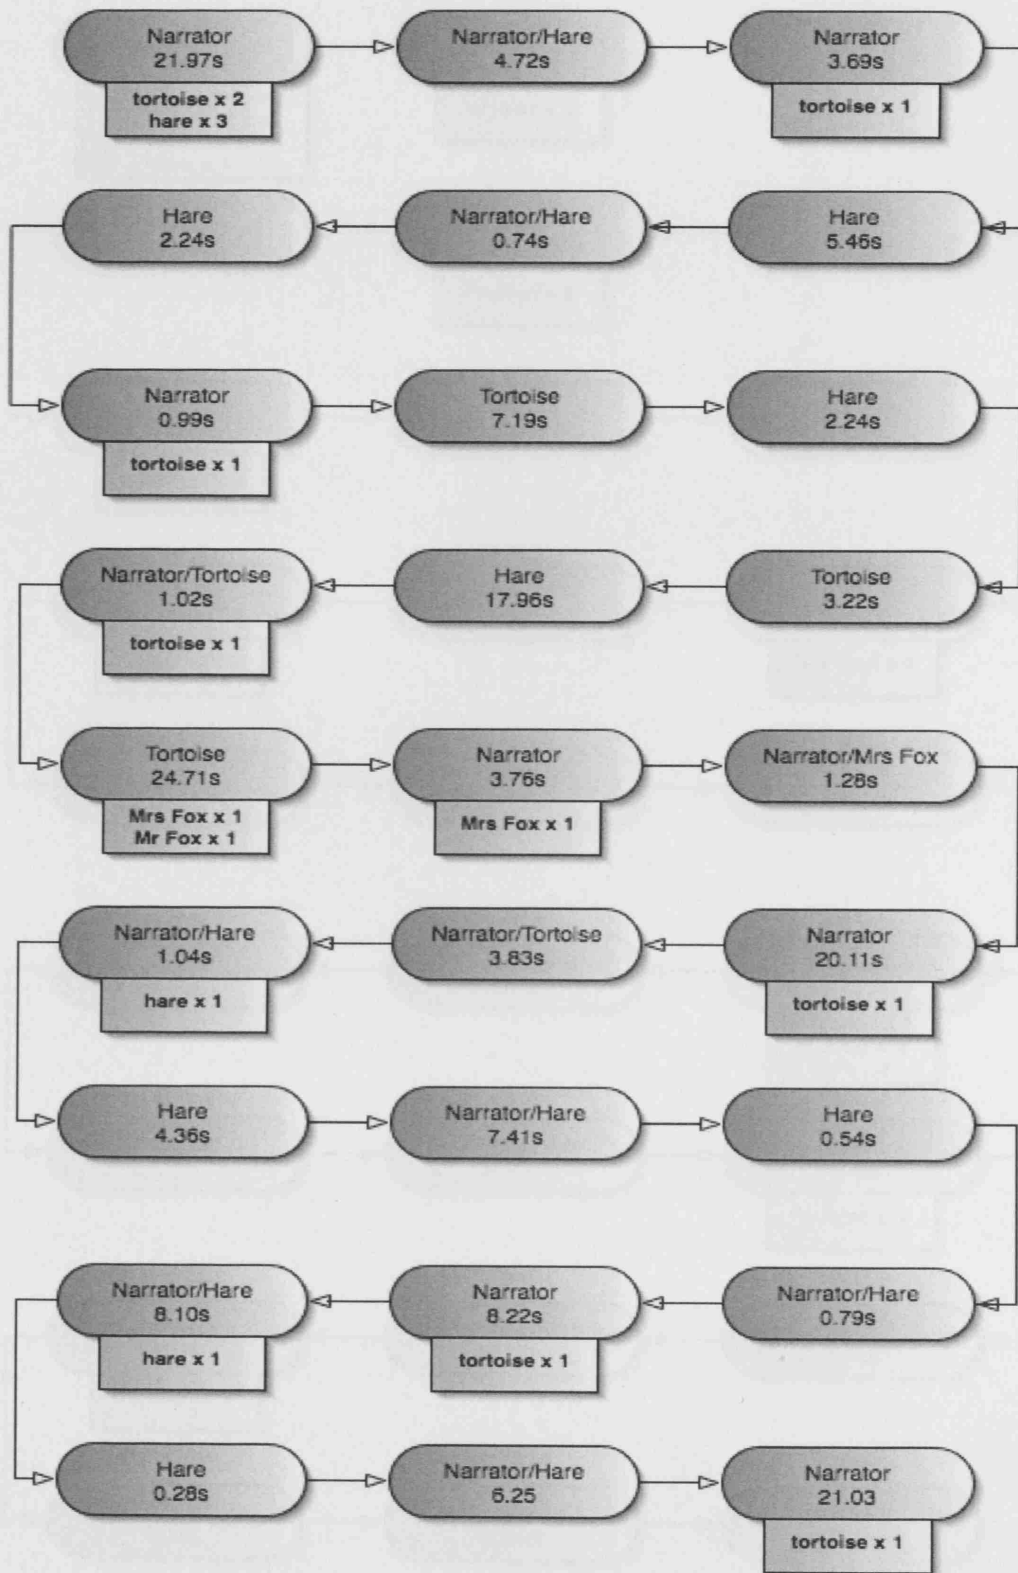 Narrator
21.97s
tortoise x 2
hare x 3
Narrator/Hare
4.72s
Narrator
3.69s
tortoise x 1
Hare
5.46s
Narrator/Hare
0.74s
Hare
2.24s
Narrator
0.99s
tortoise x 1
Tortoise
7.19s
Hare
2.24s
Tortoise
3.22s
Hare
17.96s
Narrator/Tortoise
1.02s
tortoise x 1
Tortoise
24.71s
Mrs Fox x 1
Mr Fox x 1
Narrator
3.76s
Mrs Fox x 1
Narrator/Mrs Fox
1.28s
Narrator
20.11s
tortoise x 1
Narrator/Tortoise
3.83s
Narrator/Hare
1.04s
hare x 1
Hare
4.36s
Narrator/Hare
7.41s
Hare
0.54s
Narrator/Hare
0.79s
Narrator
8.22s
tortoise x 1
Narrator/Hare
8.10s
hare x 1
Hare
0.28s
Narrator/Hare
6.25
Narrator
21.03
tortoise x 1